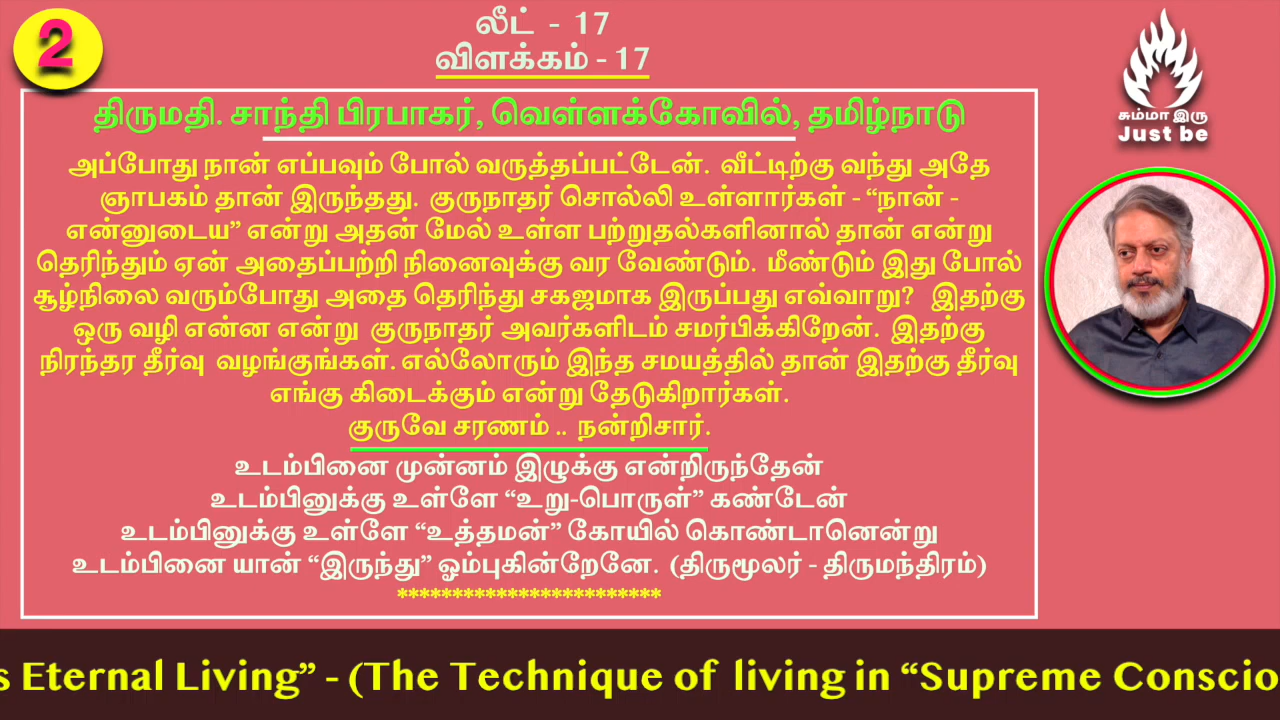 2
லீட் - 17
விளக்கம் - 17
திருமதி. சாந்தி பிரபாகர், வெள்ளக்கோவில், தமிழ்நாடு
அப்போது நான் எப்பவும் போல் வருத்தப்பட்டேன். வீட்டிற்கு வந்து அதே
ஞாபகம் தான் இருந்தது. குருநாதர் சொல்லி உள்ளார்கள் - “நான் -
என்னுடைய” என்று அதன் மேல் உள்ள பற்றுதல்களினால் தான் என்று
தெரிந்தும் ஏன் அதைப்பற்றி நினைவுக்கு வர வேண்டும். மீண்டும் இது போல்
சூழ்நிலை வரும்போது அதை தெரிந்து சகஜமாக இருப்பது எவ்வாறு? இதற்கு
ஒரு வழி என்ன என்று குருநாதர் அவர்களிடம் சமர்பிக்கிறேன். இதற்கு
நிரந்தர தீர்வு வழங்குங்கள். எல்லோரும் இந்த சமயத்தில் தான் இதற்கு தீர்வு
எங்கு கிடைக்கும் என்று தேடுகிறார்கள்.
குருவே சரணம் .. நன்றிசார்.
உடம்பினை முன்னம் இழுக்கு என்றிருந்தேன்
உடம்பினுக்கு உள்ளே “உறு-பொருள்” கண்டேன்
உடம்பினுக்கு உள்ளே “உத்தமன்” கோயில் கொண்டானென்று
உடம்பினை யான் “இருந்து” ஓம்புகின்றேனே. (திருமூலர் - திருமந்திரம்)
************************
சும்மா இரு
Just be
s Eternal Living” - (The Technique of living in “Supreme Conscio